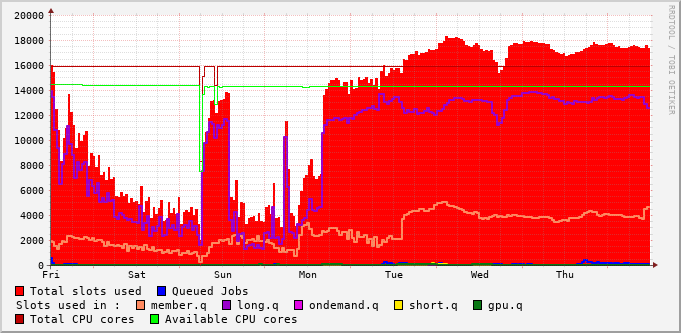 20000
18000
16000
14000
12000
10000
8000
6000
4000
2000
0
Fri Sat Sun Mon Tue Wed Thu
RRDTOOL / TOBI OETIKER
Total slots used Queued Jobs
Slots used in : member.q long.q ondemand.q short.q gpu.q
Total CPU cores Available CPU cores